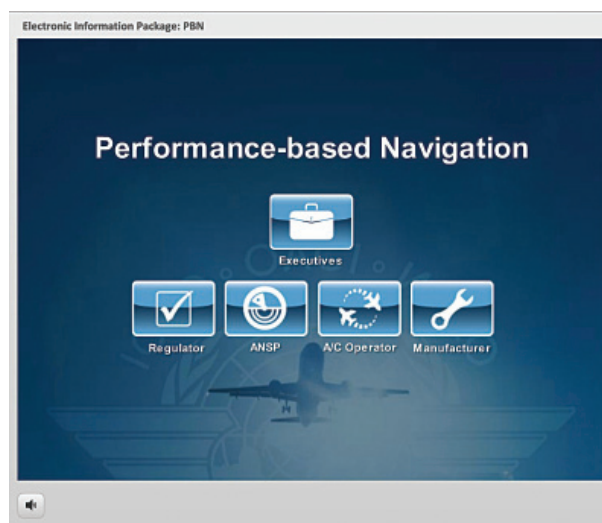 Electronic Information Package: PBN
Performance-based Navigation
Executives
Regulator ANSP A/C Operator Manufacturer